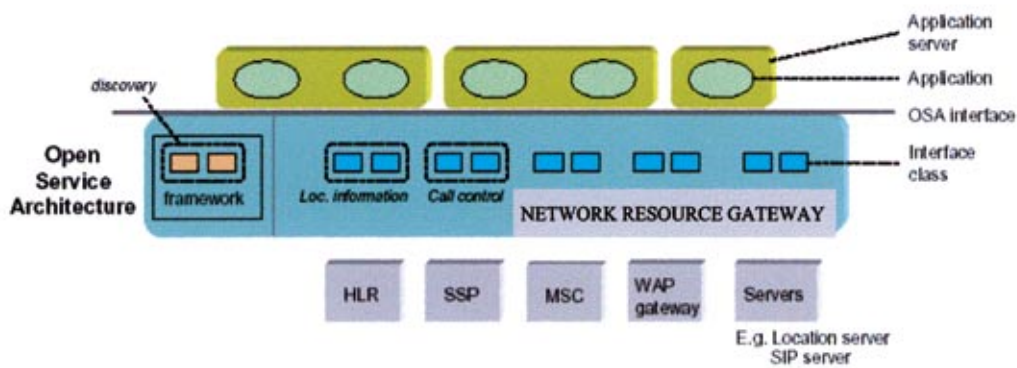 Application
server
Application
discovery
OSA interface
Open
Service
Architecture
Interface
class
framework
Loc. information
Call control
NETWORK RESOURCE GATEWAY
HLR
SSP
MSC
WAP
gateway
Servers
E.g. Location server
SIP server